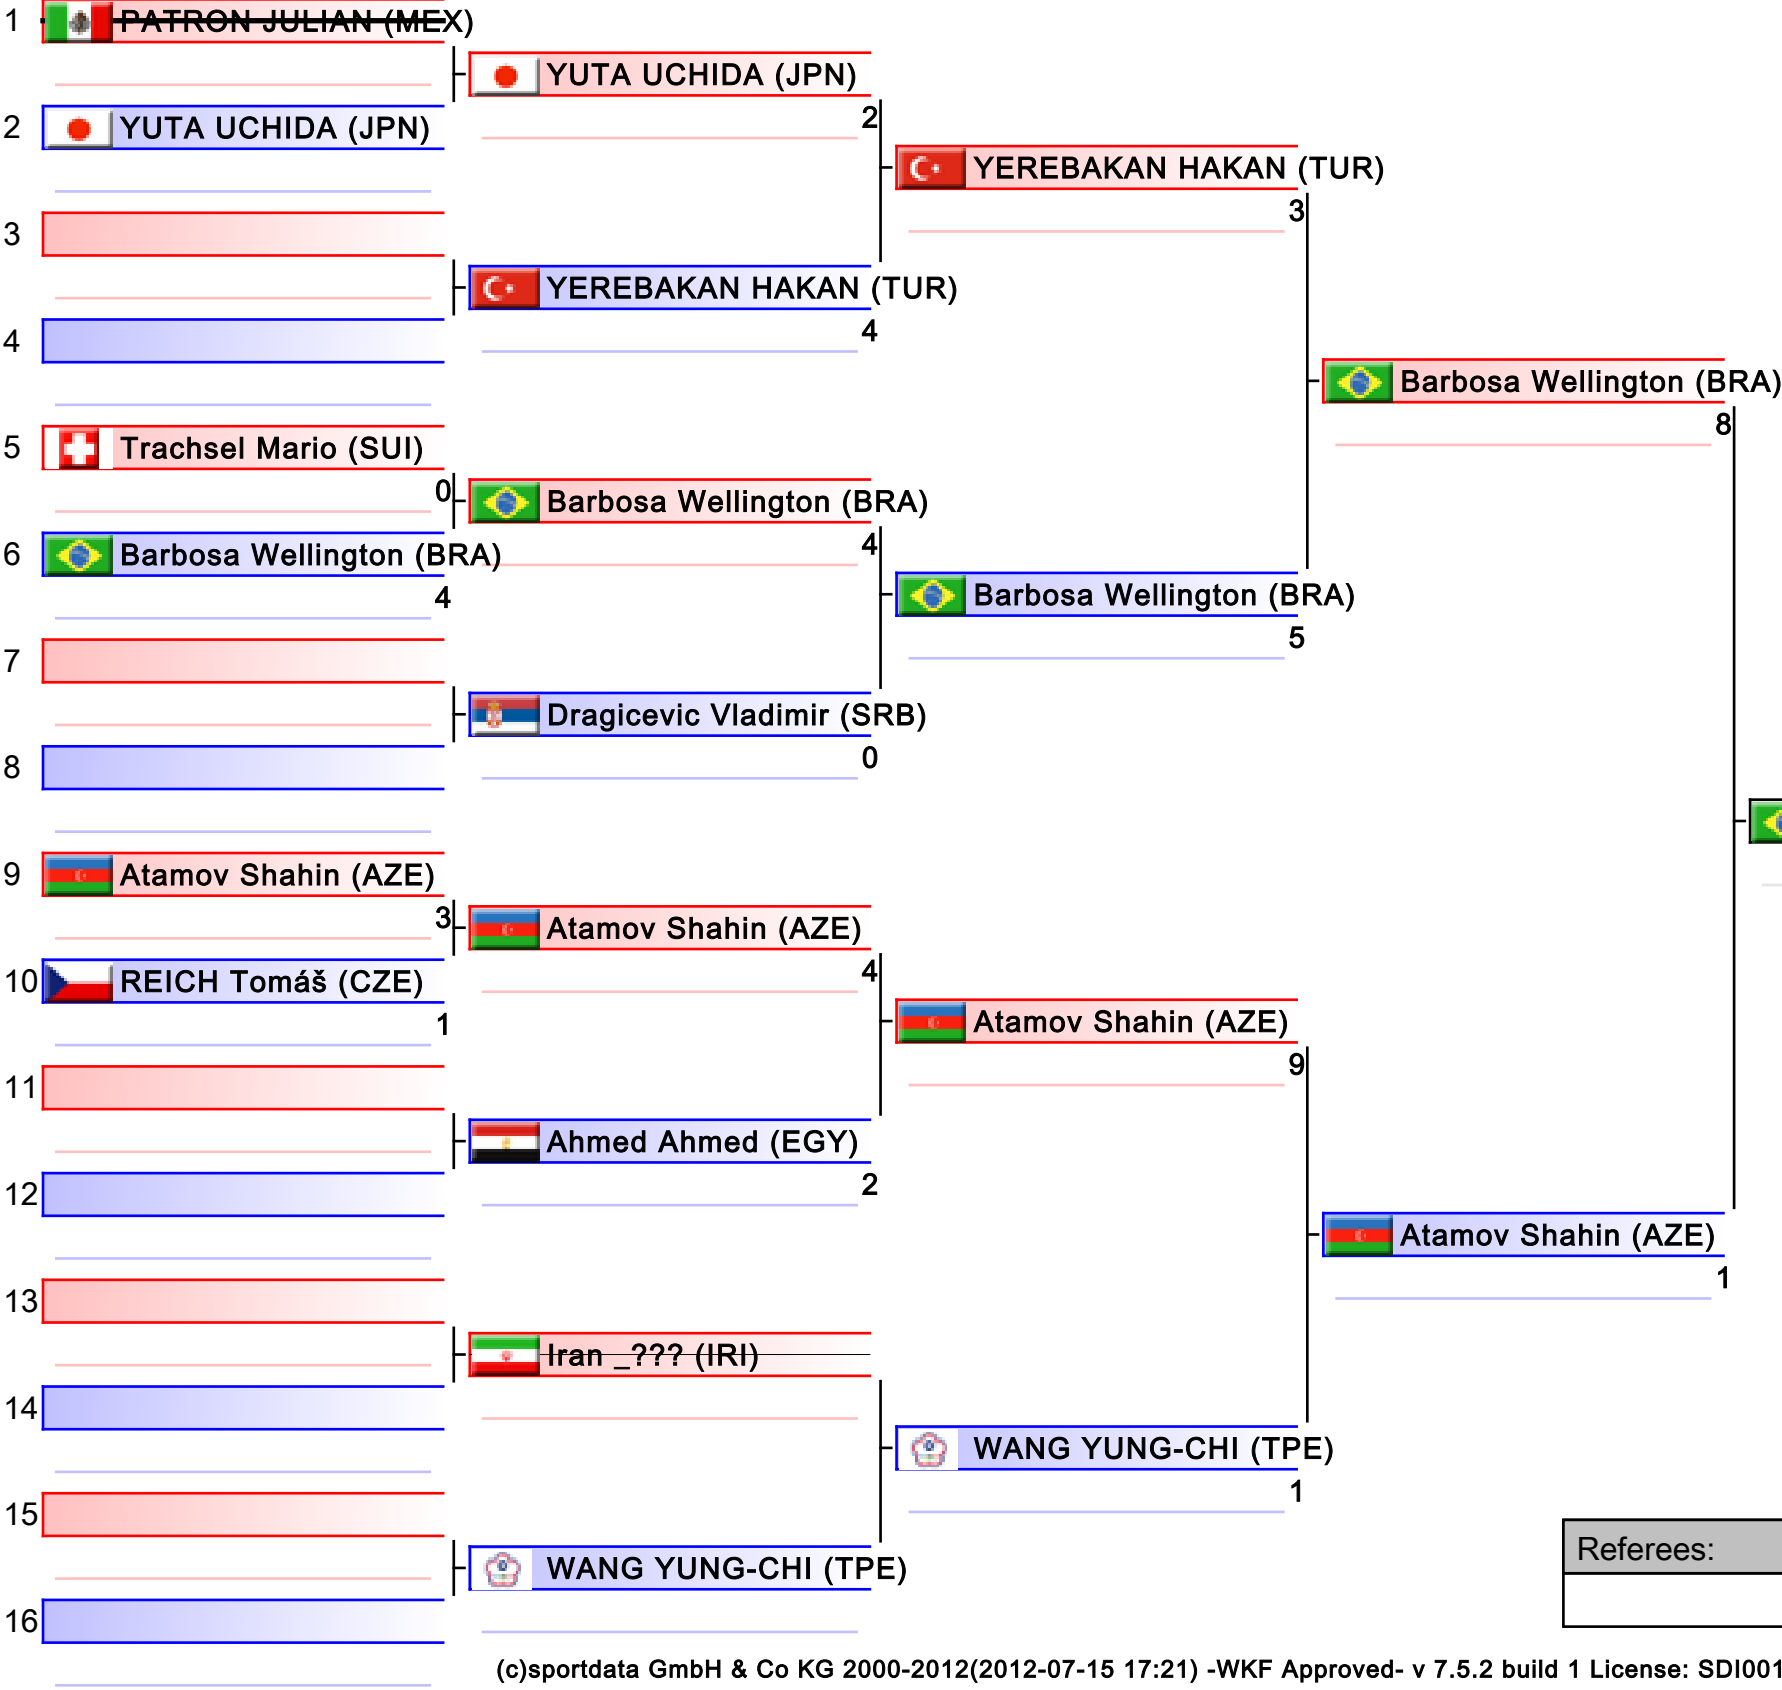 1 PATRON JULIAN (MEX)
YUTA UCHIDA (JPN)
2
2 YUTA UCHIDA (JPN)
YEREBAKAN HAKAN (TUR)
3
3
YEREBAKAN HAKAN (TUR)
4
4
Barbosa Wellington (BRA)
8
5 Trachsel Mario (SUI)
0
Barbosa Wellington (BRA)
4
6 Barbosa Wellington (BRA)
4
Barbosa Wellington (BRA)
5
7
Dragicevic Vladimir (SRB)
0
8
9 Atamov Shahin (AZE)
3
Atamov Shahin (AZE)
4
10 REICH Tomáš (CZE)
1
Atamov Shahin (AZE)
9
11
Ahmed Ahmed (EGY)
2
12
Atamov Shahin (AZE)
1
13
Iran _??? (IRI)
14
WANG YUNG-CHI (TPE)
1
15
Referees:
WANG YUNG-CHI (TPE)
16
(c)sportdata GmbH & Co KG 2000-2012(2012-07-15 17:21) -WKF Approved- v 7.5.2 build 1 License: SDI001